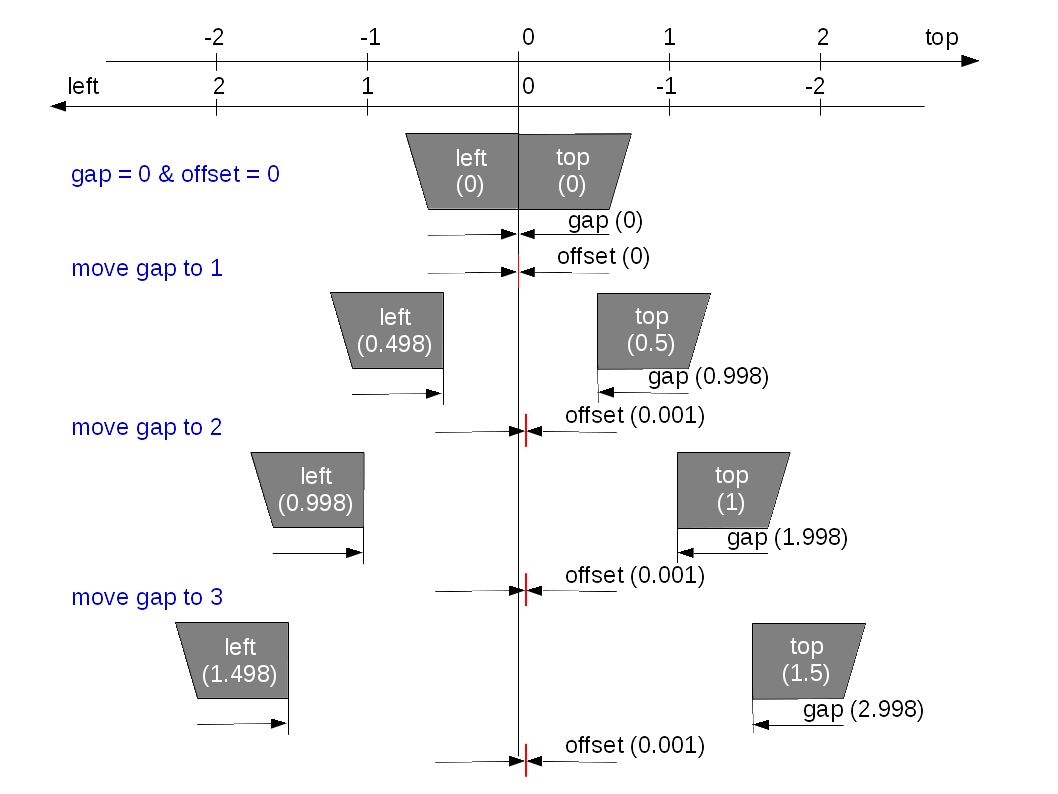 -2 -1 0 1 2 top
left 2 1 0 -1 -2
gap = 0 & offset = 0
left
(0)
top
(0)
gap (0)
offset (0)
move gap to 1
left
(0.498)
top
(0.5)
gap (0.998)
offset (0.001)
move gap to 2
left
(0.998)
top
(1)
gap (1.998)
offset (0.001)
move gap to 3
left
(1.498)
top
(1.5)
gap (2.998)
offset (0.001)